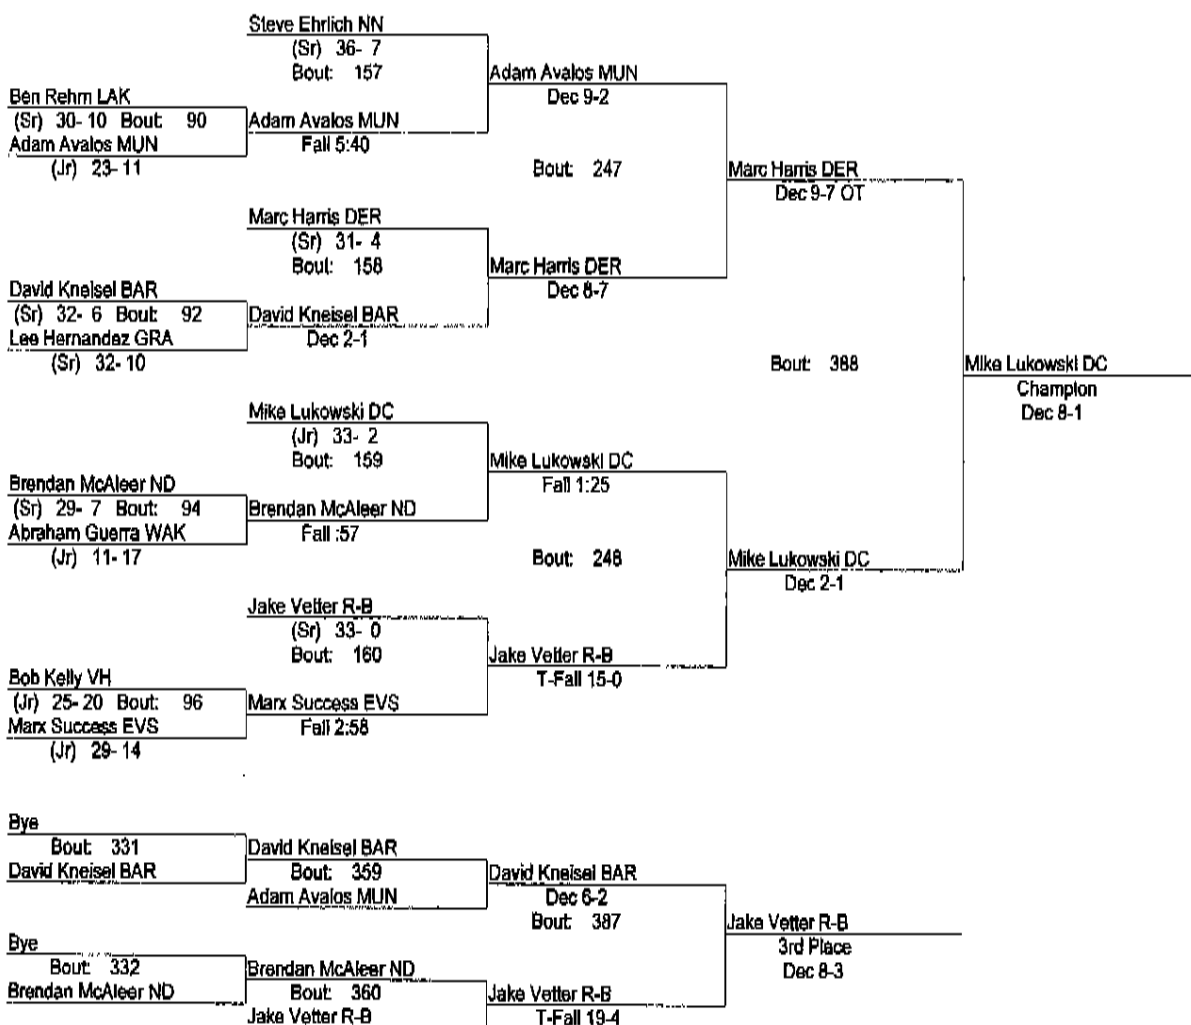 Steve Ehrlich NN
(Sr) 36- 7
Bout: 157
Adam Avalos MUN
Dec 9-2
Ben Rehm LAK
(Sr) 30- 10 Bout: 90
Adam Avalos MUN
(Jr) 23- 11
Adam Avalos MUN
Fall 5:40
Bout: 247
Marc Harris DER
Dec 9-7 OT
Marc Harris DER
(Sr) 31- 4
Bout: 158
Marc Harris DER
Dec 8-7
David Kneisel BAR
(Sr) 32- 6 Bout: 92
Lee Hernandez GRA
(Sr) 32- 10
David Kneisel BAR
Dec 2-1
Bout: 388
Mike Lukowski DC
Champion
Dec 8-1
Mike Lukowski DC
(Jr) 33- 2
Bout: 159
Mike Lukowski DC
Fall 1:25
Brendan McAleer ND
(Sr) 29- 7 Bout: 94
Abraham Guerra WAK
(Jr) 11- 17
Brendan McAleer ND
Fall :57
Bout: 248
Mike Lukowski DC
Dec 2-1
Jake Vetter R-B
(Sr) 33- 0
Bout: 160
Jake Vetter R-B
T-Fall 15-0
Bob Kelly VH
(Jr) 25- 20 Bout: 96
Marx Success EVS
(Jr) 29- 14
Marx Success EVS
Fall 2:58
Bye
Bout: 331
David Kneisel BAR
David Kneisel BAR
Bout: 359
Adam Avalos MUN
David Kneisel BAR
Dec 6-2
Bout: 387
Jake Vetter R-B
3rd Place
Dec 8-3
Bye
Bout: 332
Brendan McAleer ND
Brendan McAleer ND
Bout: 360
Jake Vetter R-B
Jake Vetter R-B
T-Fall 19-4